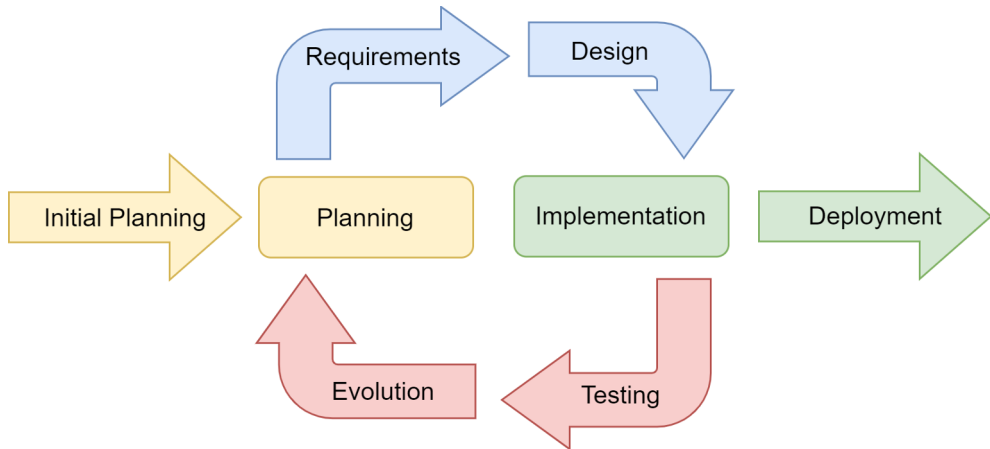 Requirements
Design
Initial Planning
Planning
Implementation
Deployment
Evolution
Testing